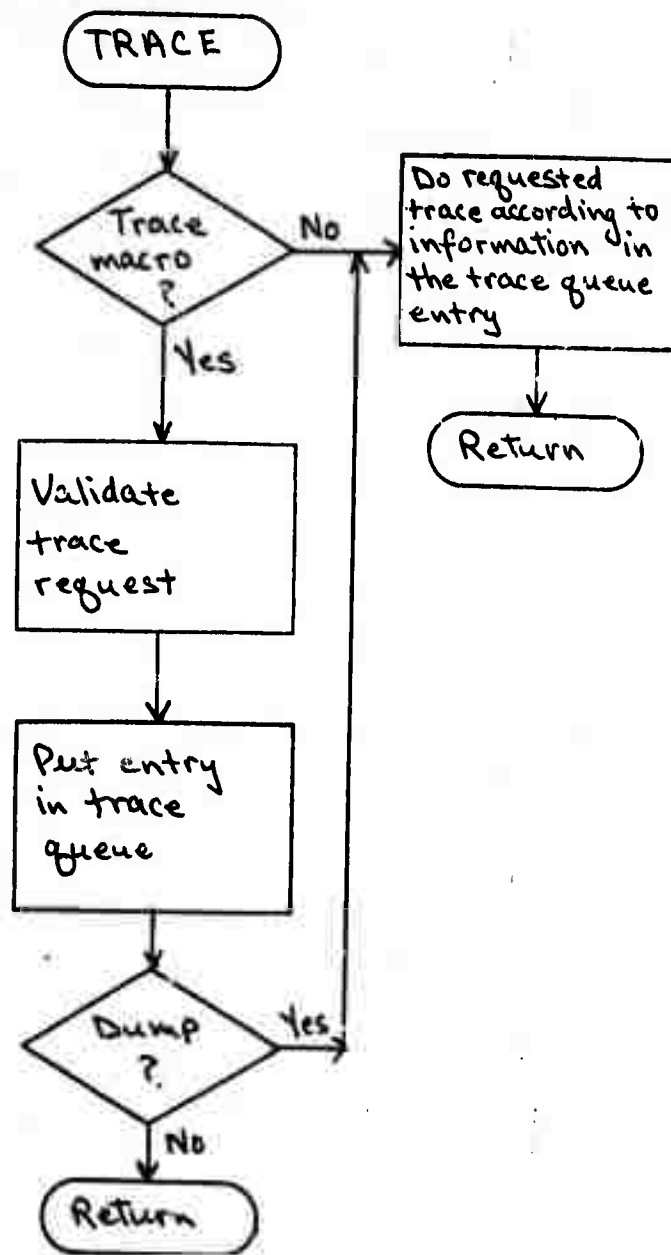 TRACE
Trace
macro
?
No
Yes
Do requested
trace according to
information in
the trace queue
entry
Return
Validate
trace
request
Put entry
in trace
queue
Dump
?
Yes
No
Return